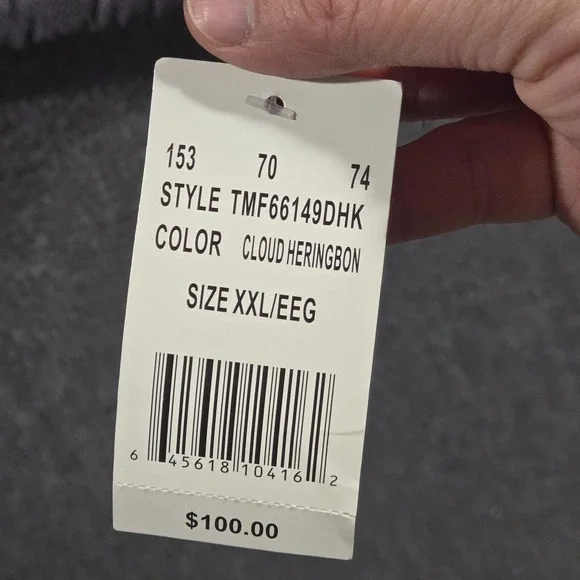 153 70 74
STYLE TMF66149DHK
COLOR CLOUD HERINGBON
SIZE XXL/EEG
6 45618 10416 2
$100.00